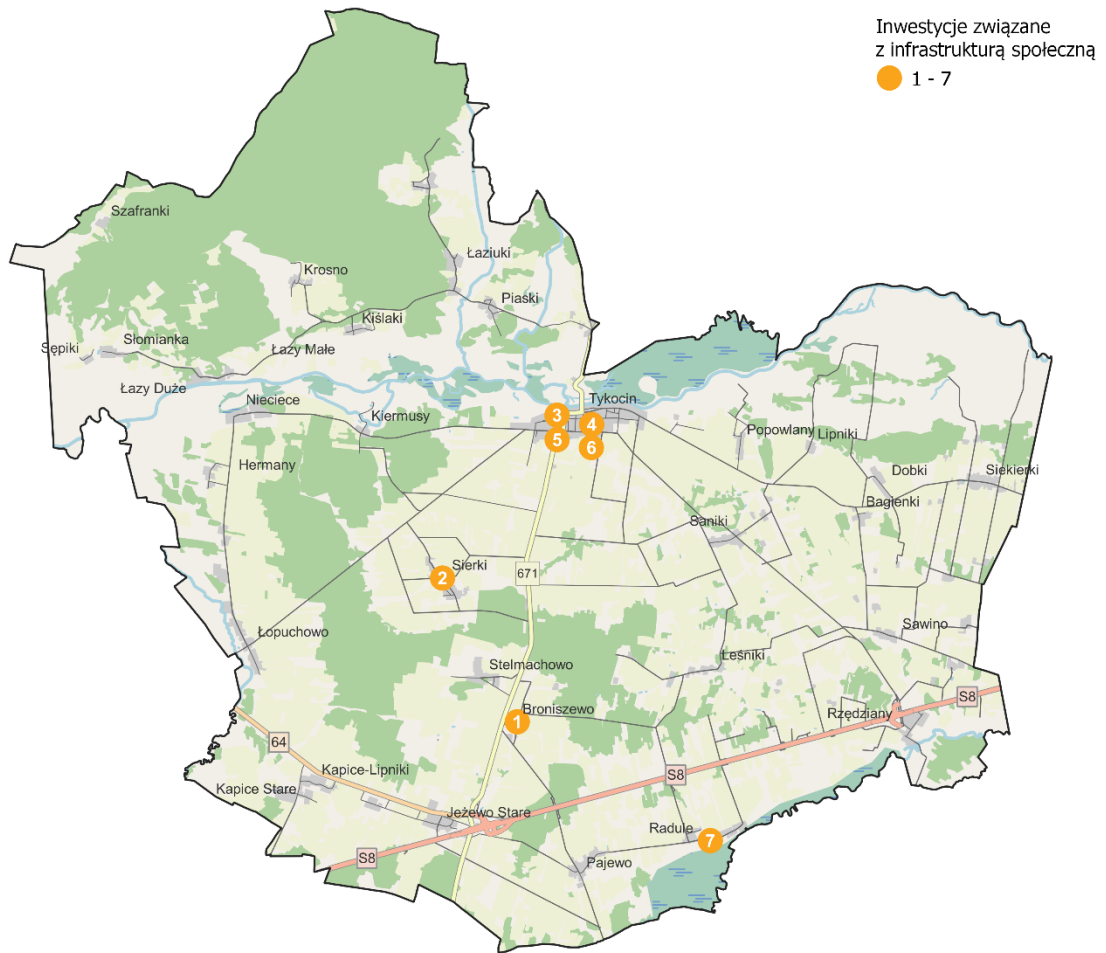 Inwestycje związane
z infrastrukturą społeczną
1 - 7
Szafranki
Łaziuki
Krosno
Piaski
Kiślaki
Słomianka
Sępiki
Łazy Małe
Łazy Duże
Nieciece
Kiermusy
Tykocin
3
4
5
6
Popowlany
Lipniki
Hermany
Dobki
Siekierki
Bagienki
Saniki
Sierki
2
671
Łopuchowo
Sawino
Stelmachowo
Leśniki
S8
Broniszewo
1
Rzędziany
64
Kapice-Lipniki
S8
Kapice Stare
Jeżewo Stare
Radule
7
S8
Pajewo